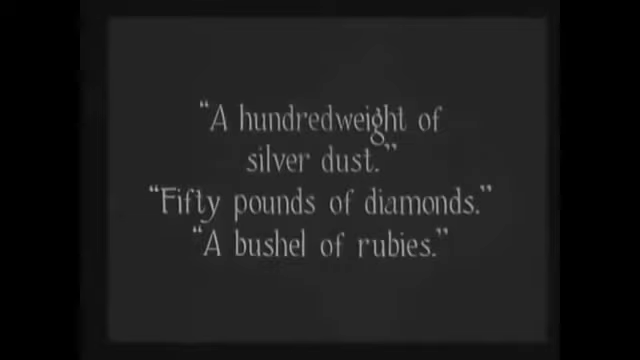 “A hundredweight of
silver dust.”
“Fifty pounds of diamonds.”
“A bushel of rubies.”